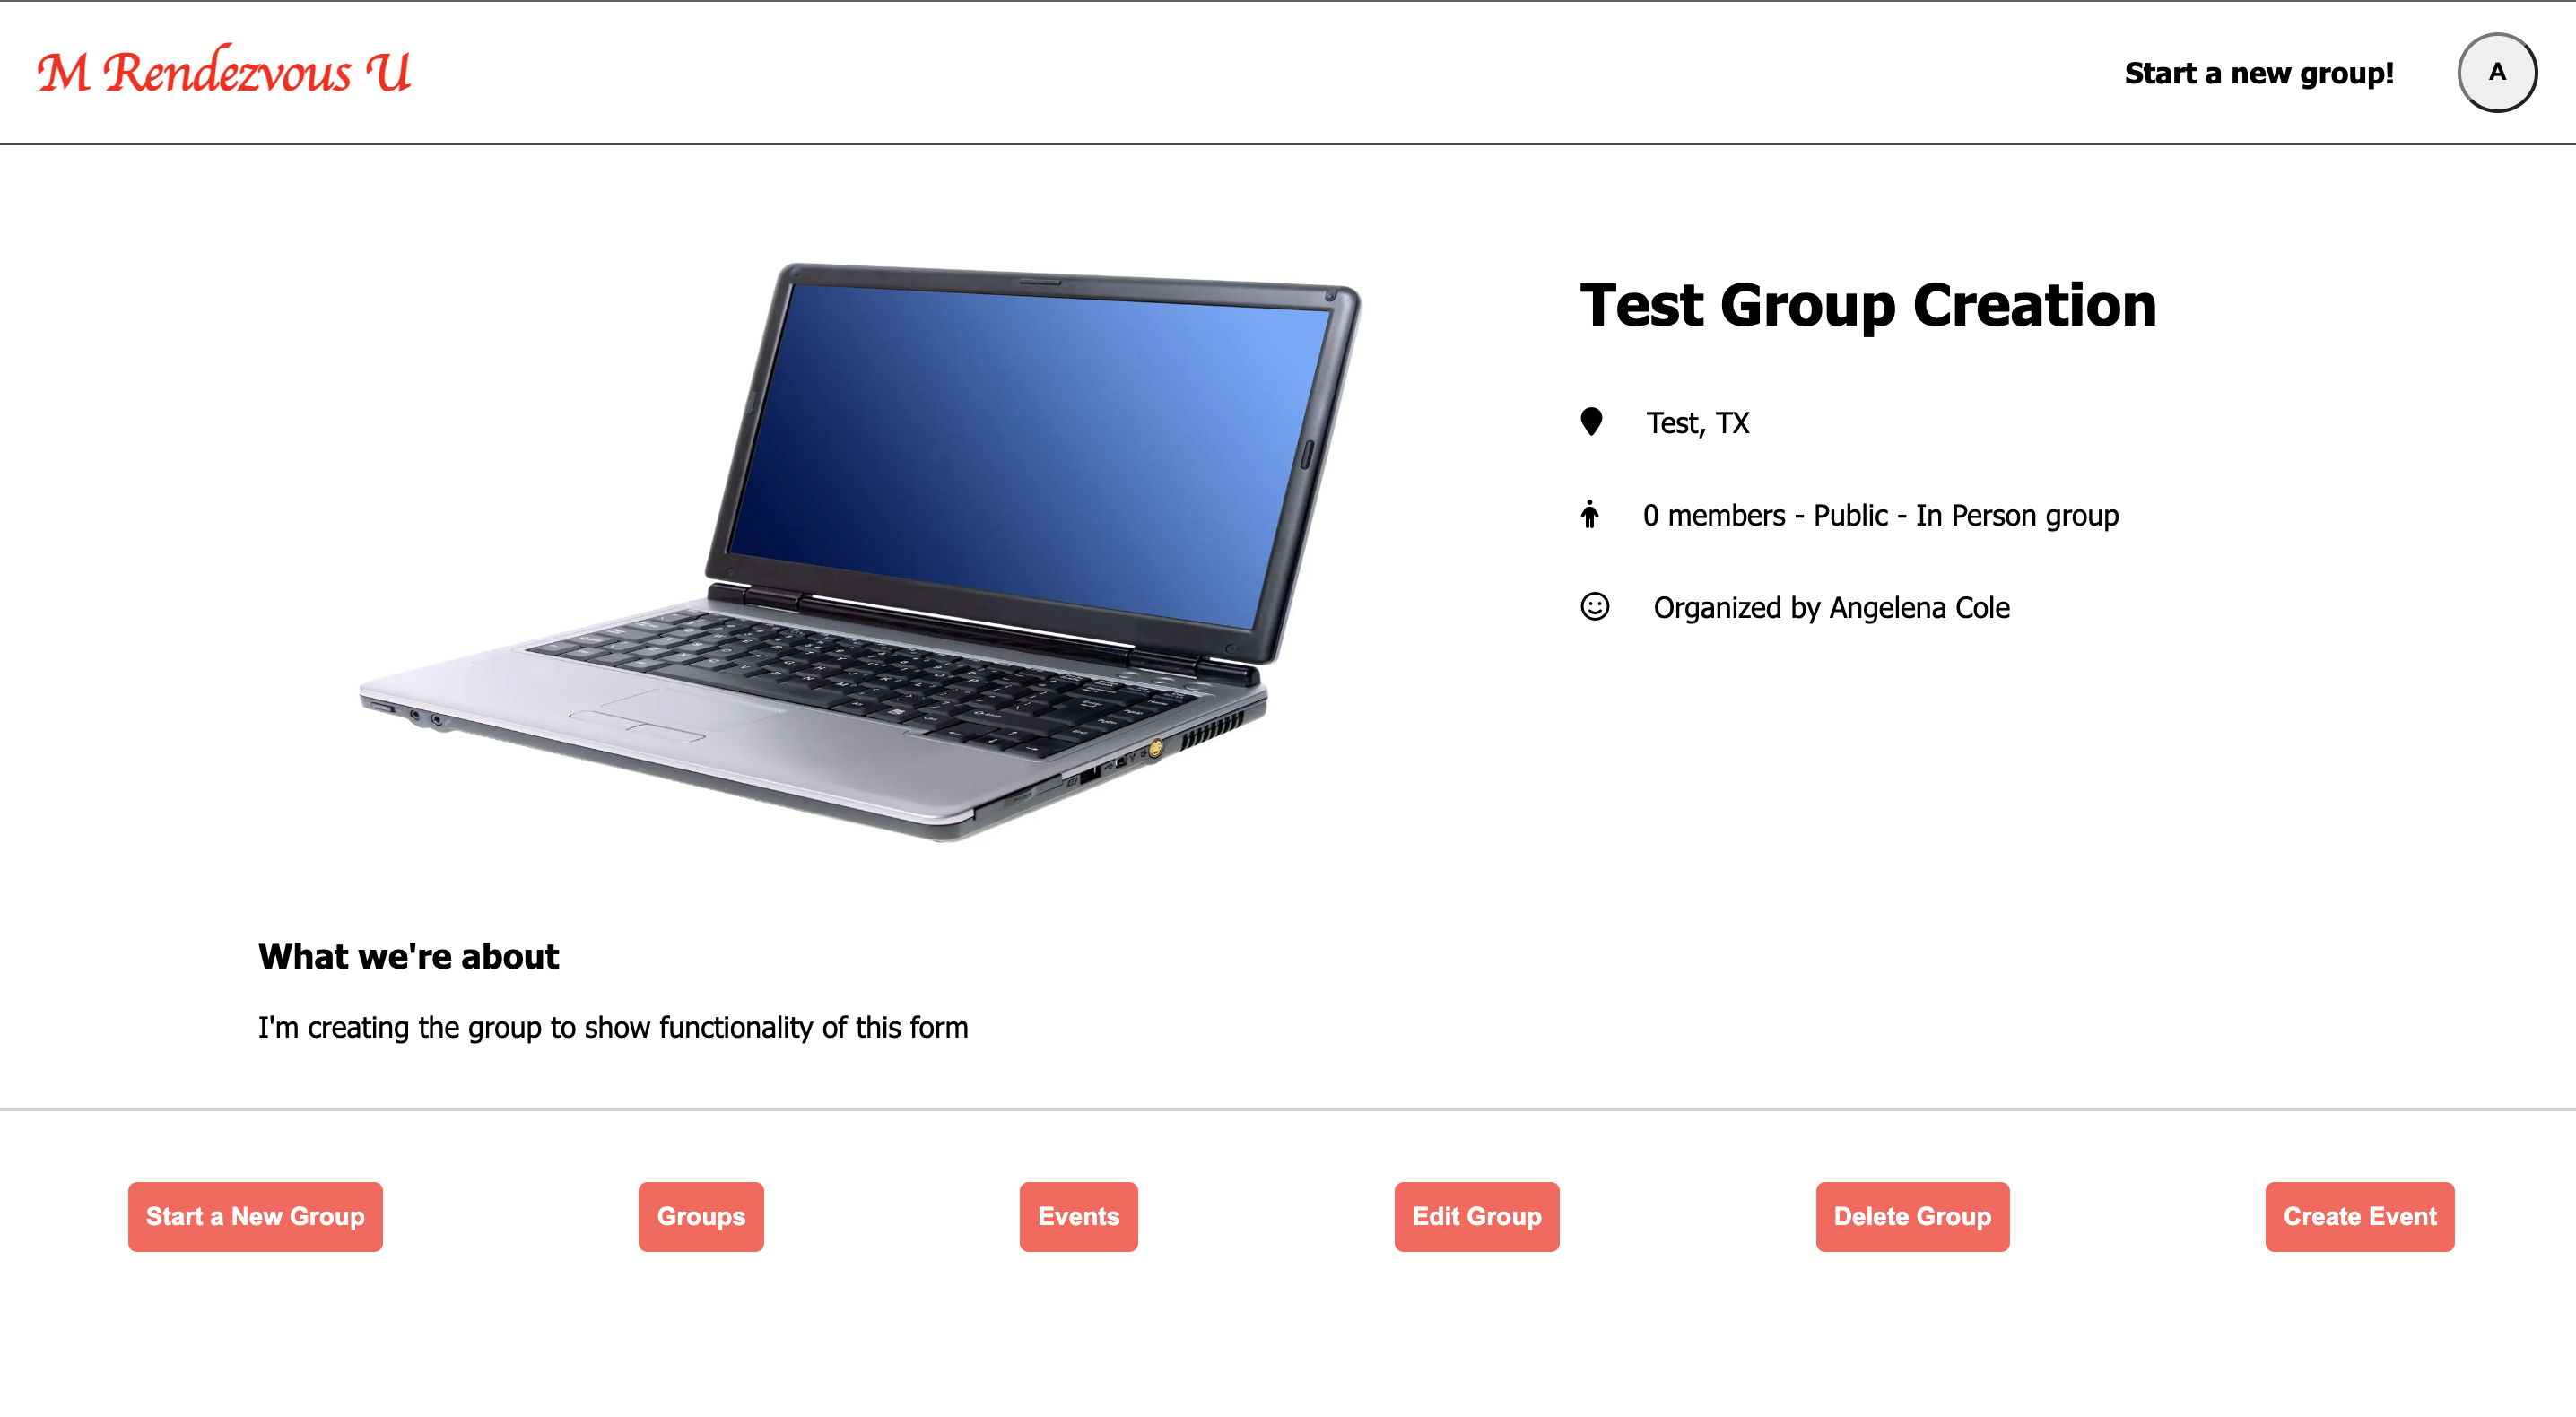 M Rendezvous U
Start a new group!
A
Test Group Creation
Test, TX
0 members - Public - In Person group
Organized by Angelena Cole
What we're about
I'm creating the group to show functionality of this form
Start a New Group
Groups
Events
Edit Group
Delete Group
Create Event